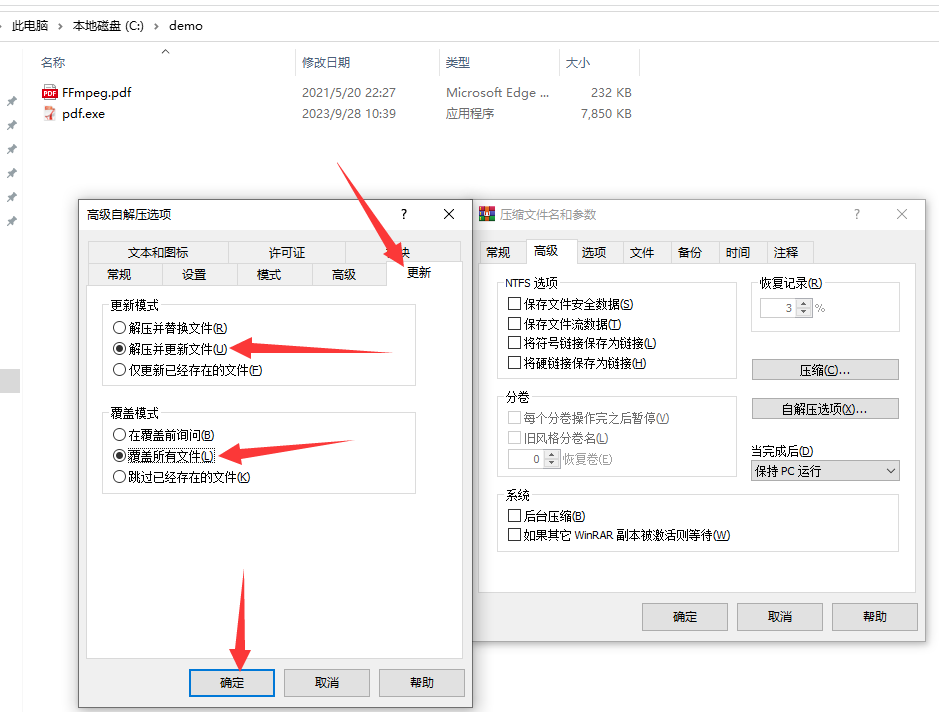 此电脑 › 本地磁盘 (C:) › demo
名称 修改日期 类型 大小
FFmpeg.pdf 2021/5/20 22:27 Microsoft Edge ... 232 KB
pdf.exe 2023/9/28 10:39 应用程序 7,850 KB
高级自解压选项 ?
文本和图标 许可证 块
常规 设置 模式 高级 更新
更新模式
解压并替换文件(R)
解压并更新文件(U)
仅更新已经存在的文件(F)
覆盖模式
在覆盖前询问(B)
覆盖所有文件(L)
跳过已经存在的文件(K)
确定 取消 帮助
压缩文件名和参数 ?
常规 高级 选项 文件 备份 时间 注释
NTFS 选项
保存文件安全数据(S)
保存文件流数据(T)
将符号链接保存为链接(L)
将硬链接保存为链接(H)
分卷
每个分卷操作完之后暂停(V)
旧风格分卷名(L)
0 恢复卷(E)
系统
后台压缩(B)
如果其它 WinRAR 副本被激活则等待(W)
恢复记录(R)
3 %
压缩(C)...
自解压选项(X)...
当完成后(D)
保持 PC 运行
确定 取消 帮助